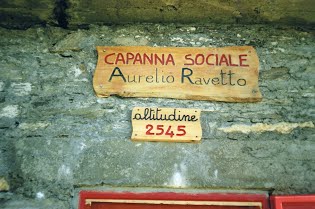 CAPANNA SOCIALE
AURELIO RAVETTO
altitudine
2545